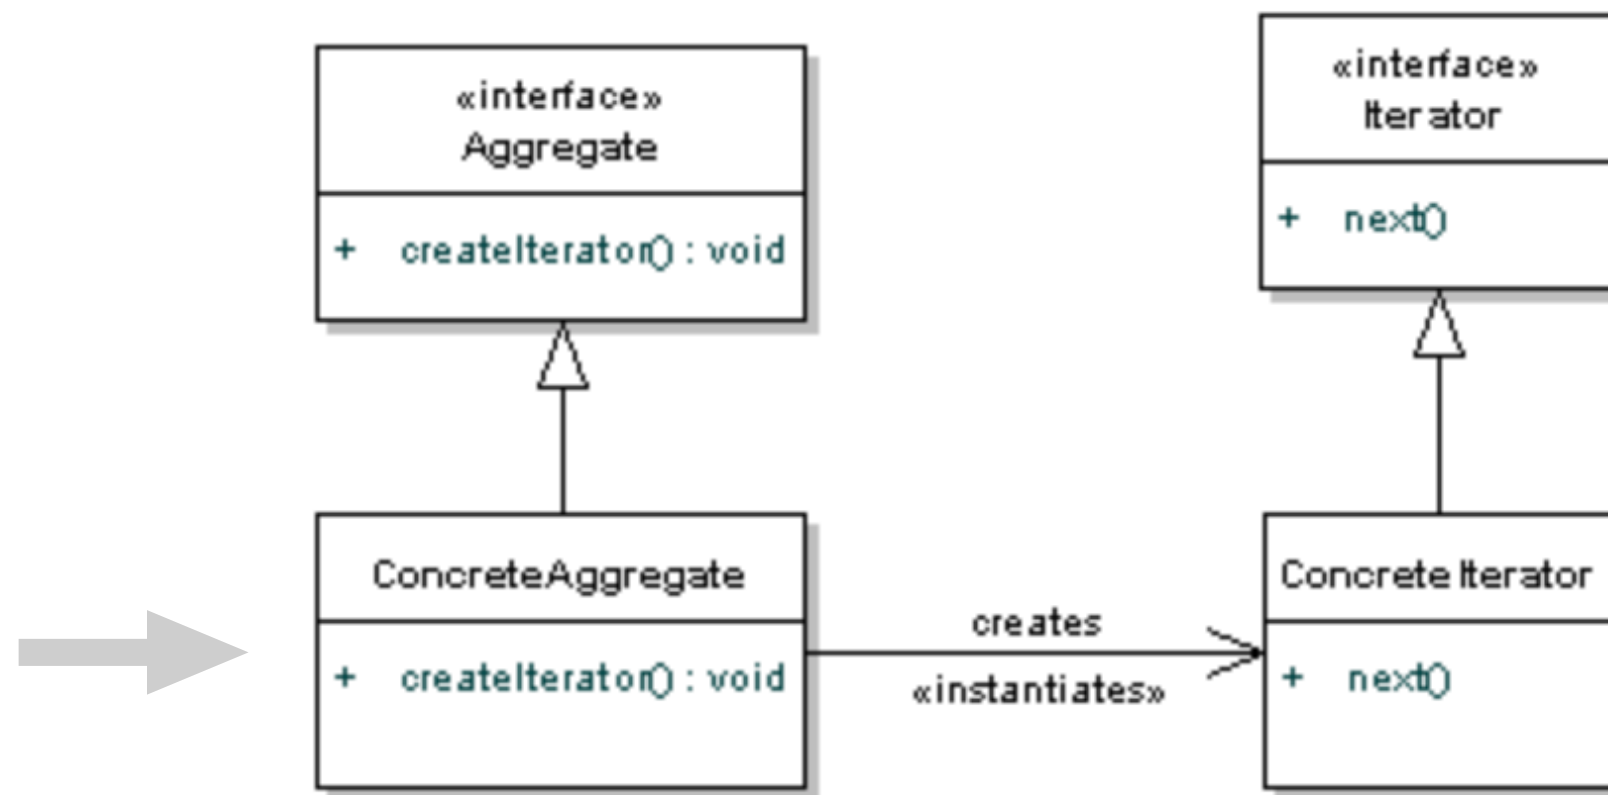 «interface»
Aggregate
+ createIterator() : void
«interface»
Iterator
+ next()
ConcreteAggregate
+ createIterator() : void
creates
«instantiates»
ConcreteIterator
+ next()